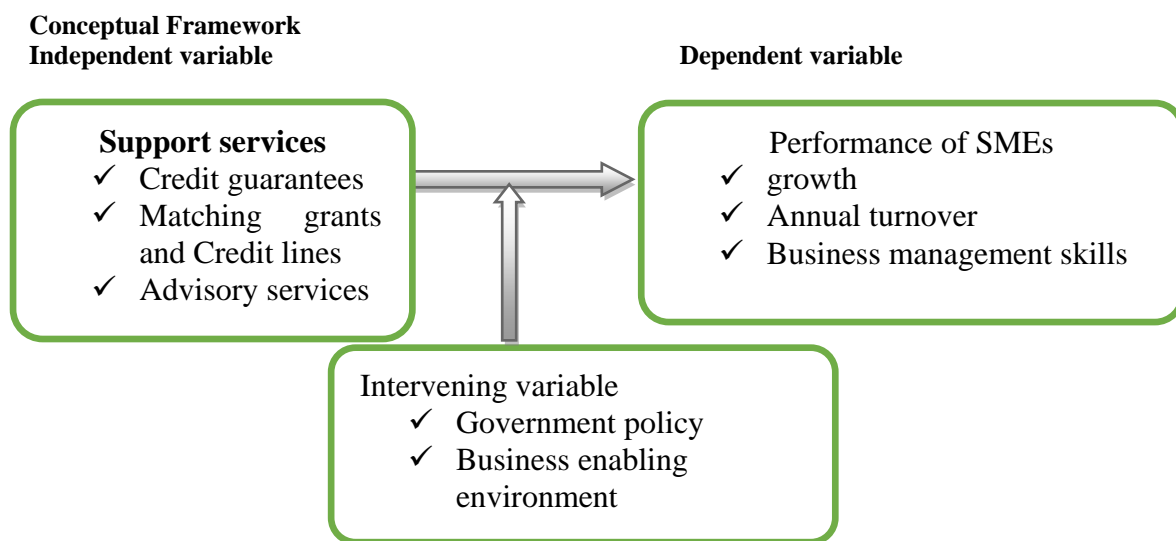 Conceptual Framework
Independent variable
Dependent variable
Support services
✓ Credit guarantees
✓ Matching grants
and Credit lines
✓ Advisory services
Performance of SMEs
✓ growth
✓ Annual turnover
✓ Business management skills
Intervening variable
✓ Government policy
✓ Business enabling
environment